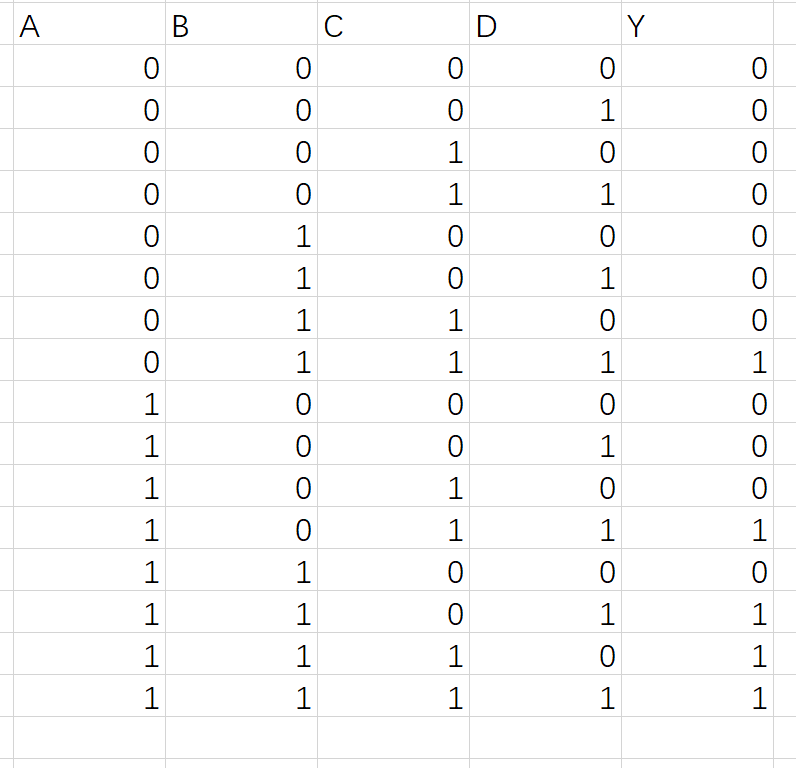 A B C D Y
0 0 0 0 0
0 0 0 1 0
0 0 1 0 0
0 0 1 1 0
0 1 0 0 0
0 1 0 1 0
0 1 1 0 0
0 1 1 1 1
1 0 0 0 0
1 0 0 1 0
1 0 1 0 0
1 0 1 1 1
1 1 0 0 0
1 1 0 1 1
1 1 1 0 1
1 1 1 1 1